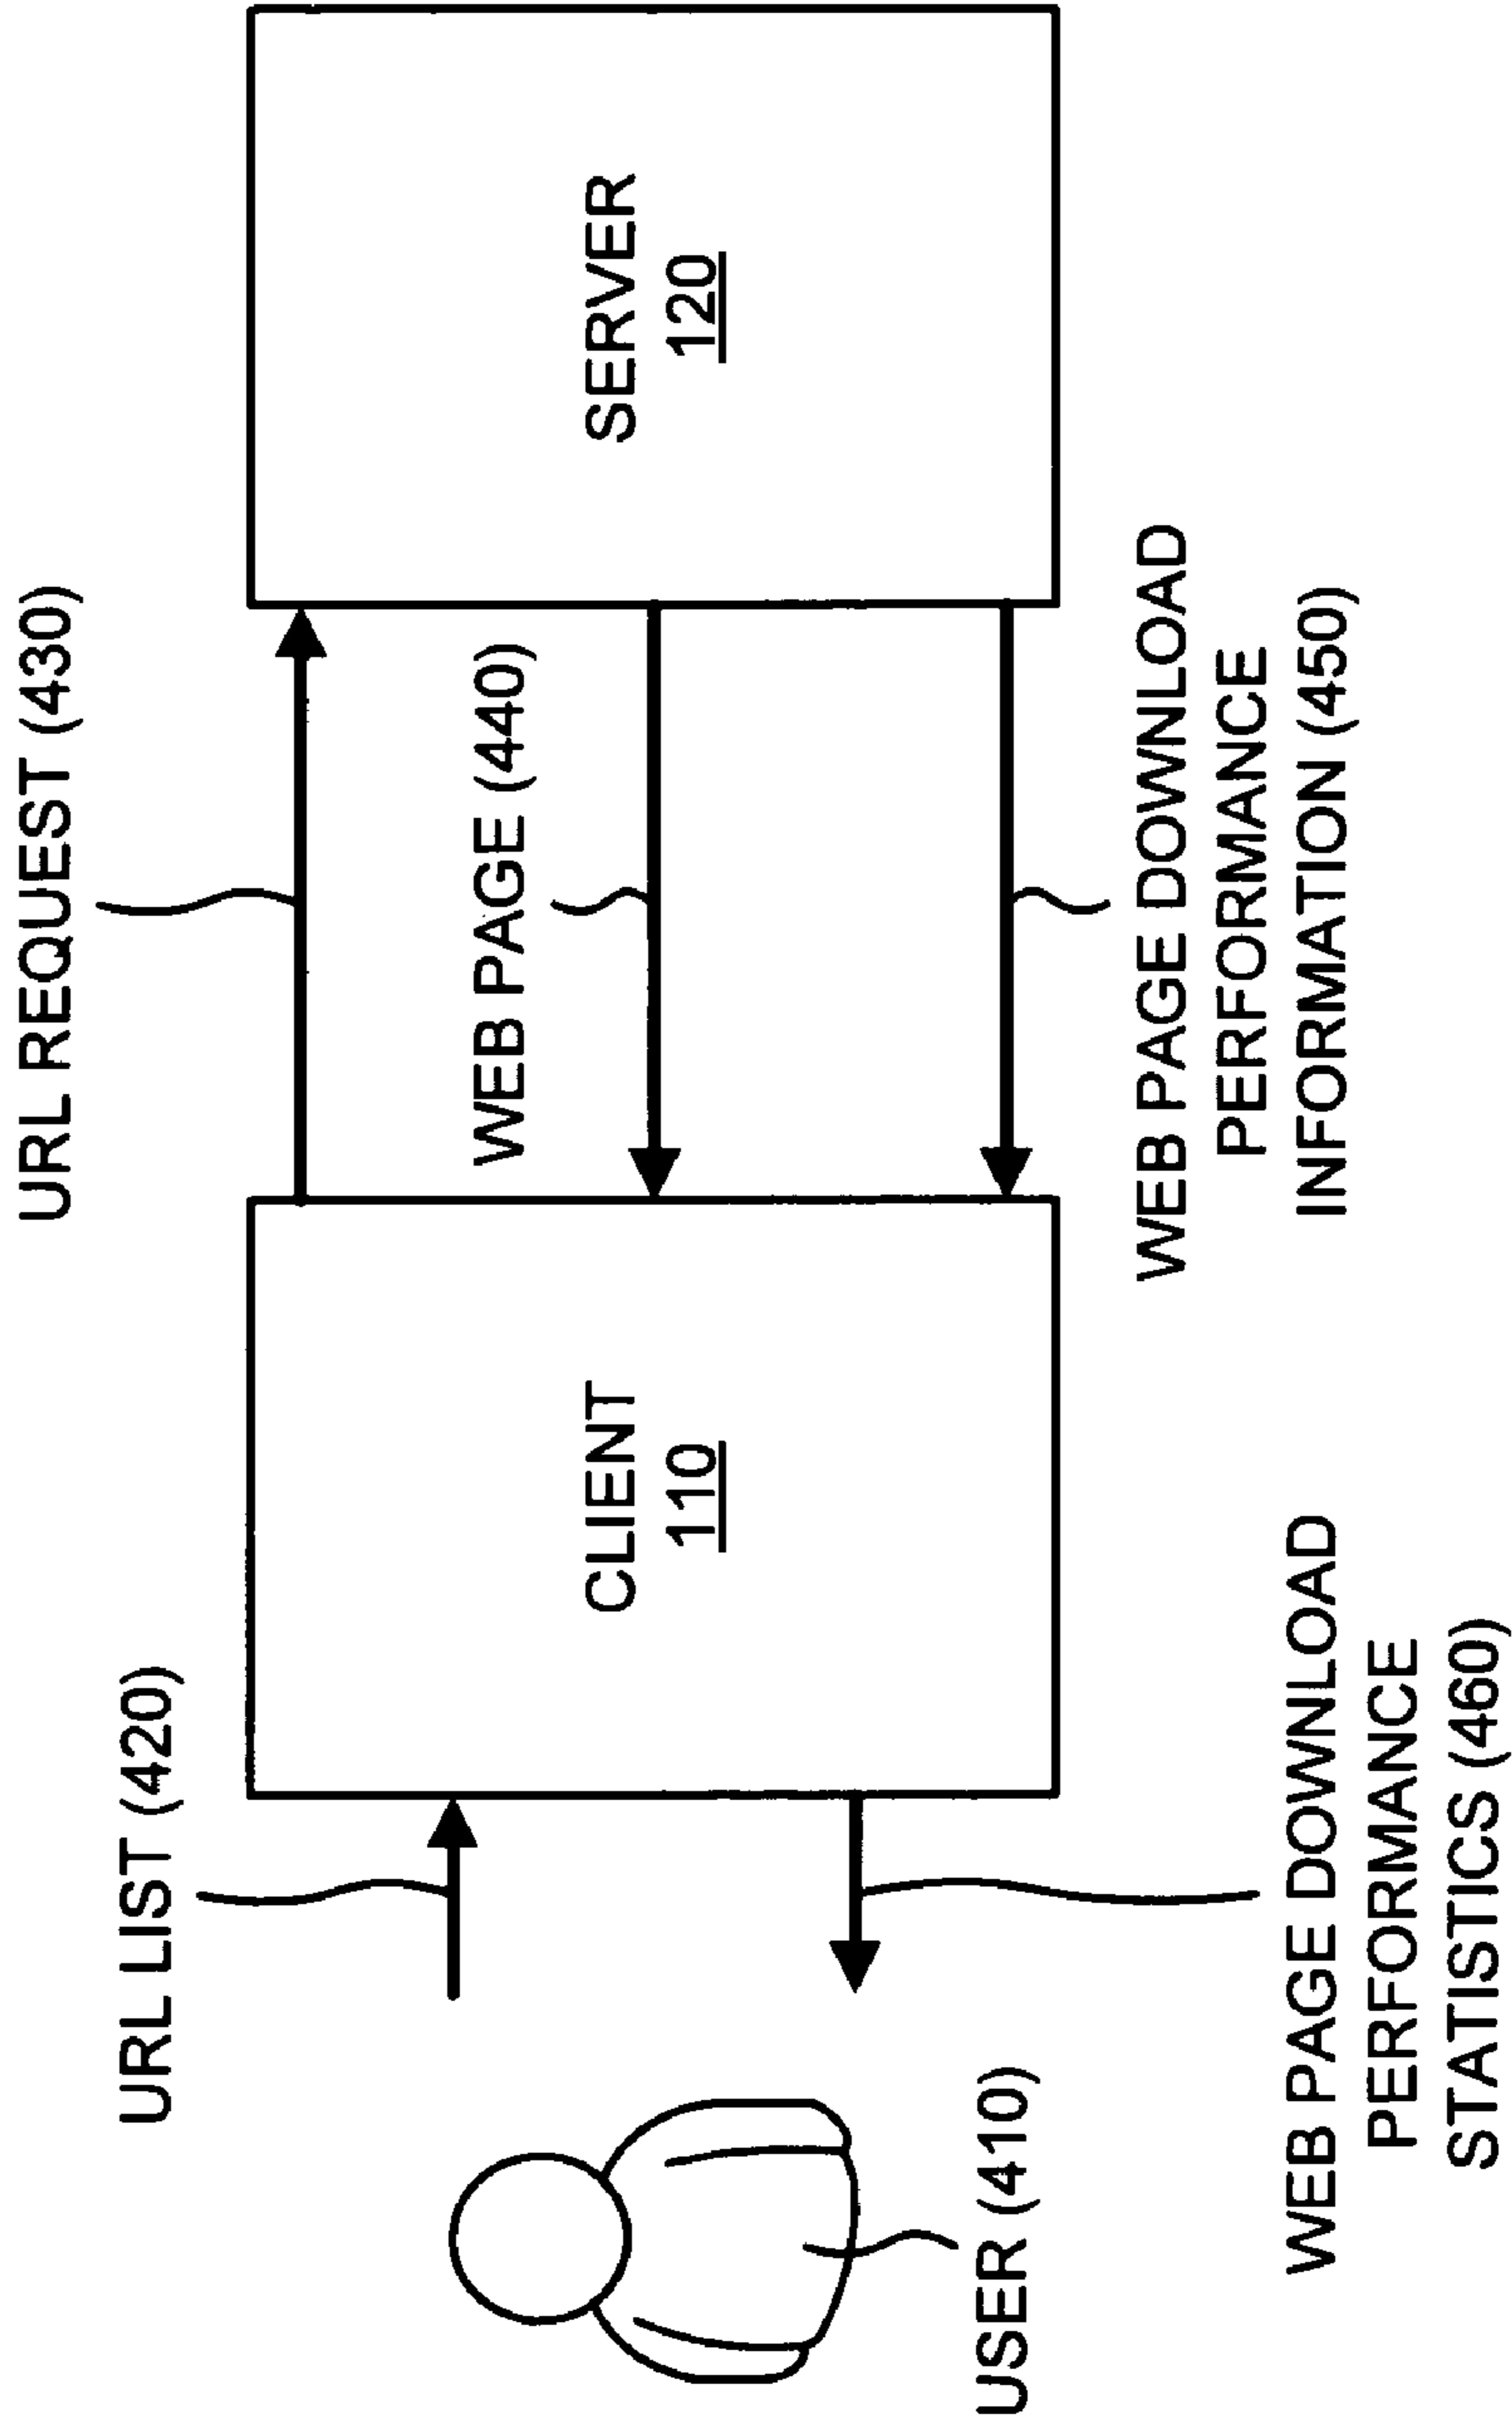 URL REQUEST (430)
URL LIST (420)
WEB PAGE (440)
CLIENT
110
SERVER
120
USER (410)
WEB PAGE DOWNLOAD
PERFORMANCE
INFORMATION (450)
WEB PAGE DOWNLOAD
PERFORMANCE
STATISTICS (460)